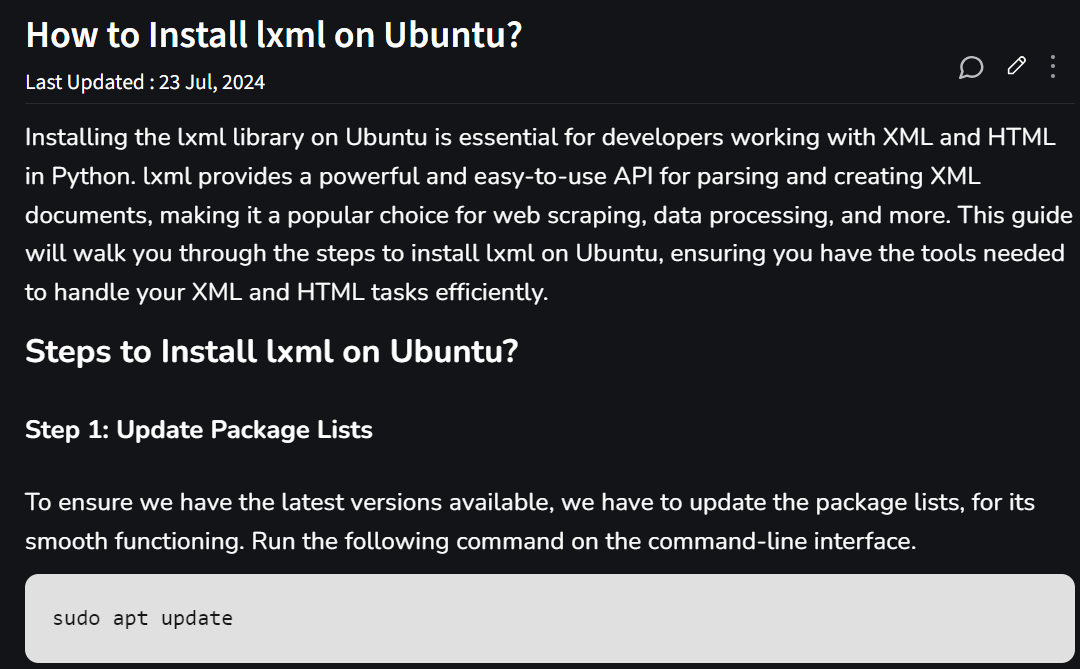 How to Install lxml on Ubuntu?
Last Updated : 23 Jul, 2024
Installing the lxml library on Ubuntu is essential for developers working with XML and HTML
in Python. lxml provides a powerful and easy-to-use API for parsing and creating XML
documents, making it a popular choice for web scraping, data processing, and more. This guide
will walk you through the steps to install lxml on Ubuntu, ensuring you have the tools needed
to handle your XML and HTML tasks efficiently.
Steps to Install lxml on Ubuntu?
Step 1: Update Package Lists
To ensure we have the latest versions available, we have to update the package lists, for its
smooth functioning. Run the following command on the command-line interface.
sudo apt update